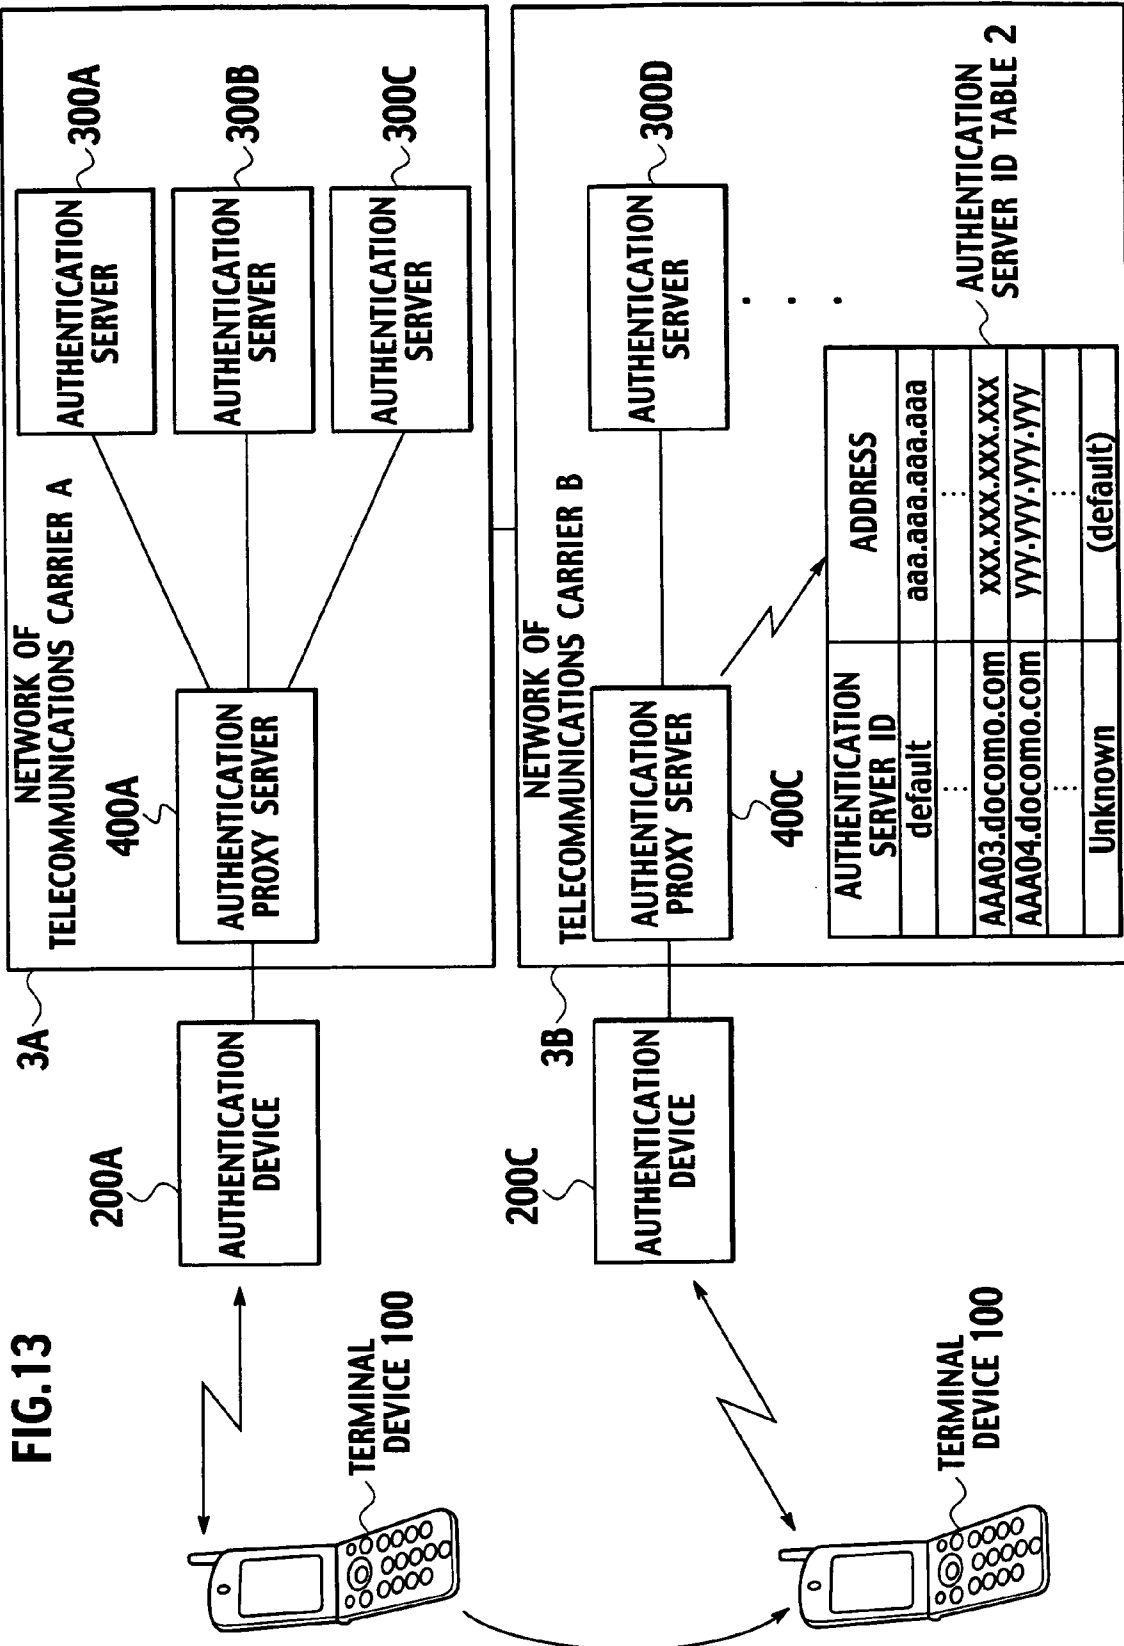 FIG.13
3A
NETWORK OF
TELECOMMUNICATIONS CARRIER A
200A
AUTHENTICATION
DEVICE
400A
AUTHENTICATION
PROXY SERVER
AUTHENTICATION
SERVER
300A
AUTHENTICATION
SERVER
300B
AUTHENTICATION
SERVER
300C
TERMINAL
DEVICE 100
3B
NETWORK OF
TELECOMMUNICATIONS CARRIER B
200C
AUTHENTICATION
DEVICE
AUTHENTICATION
PROXY SERVER
400C
AUTHENTICATION
SERVER
300D
TERMINAL
DEVICE 100
AUTHENTICATION
SERVER ID TABLE 2
AUTHENTICATION
SERVER ID
ADDRESS
default aaa.aaa.aaa.aaa
... ...
AAA03.docomo.com xxx.xxx.xxx.xxx
AAA04.docomo.com yyy.yyy.yyy.yyy
... ...
Unknown (default)